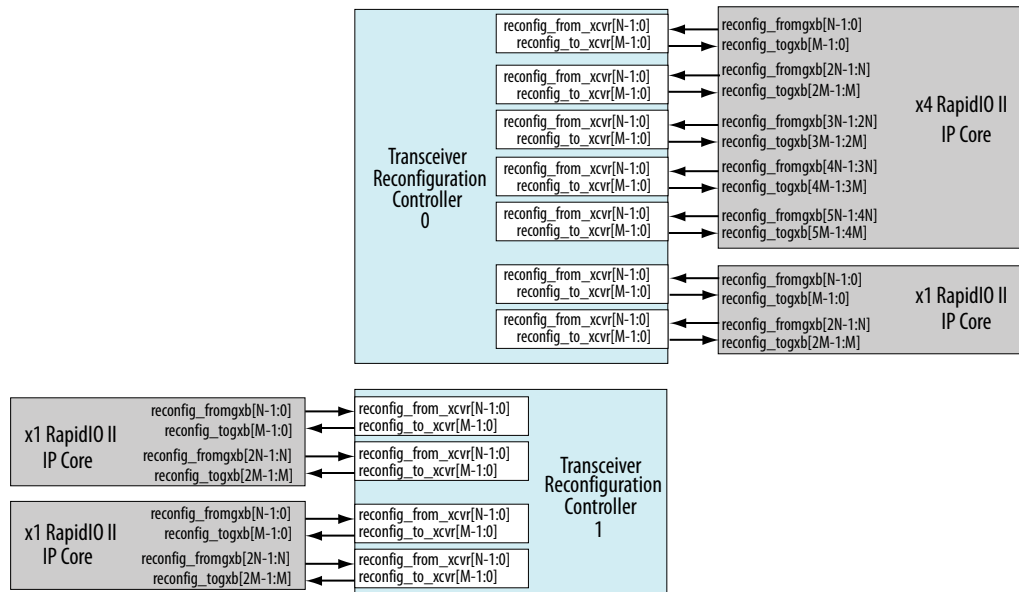 reconfig_from_xcvr[N-1:0]
reconfig_to_xcvr[M-1:0]
reconfig_fromgxb[N-1:0]
reconfig_togxb[M-1:0]
reconfig_from_xcvr[N-1:0]
reconfig_to_xcvr[M-1:0]
reconfig_fromgxb[2N-1:N]
reconfig_togxb[2M-1:M]
reconfig_from_xcvr[N-1:0]
reconfig_to_xcvr[M-1:0]
reconfig_fromgxb[3N-1:2N]
reconfig_togxb[3M-1:2M]
reconfig_from_xcvr[N-1:0]
reconfig_to_xcvr[M-1:0]
reconfig_fromgxb[4N-1:3N]
reconfig_togxb[4M-1:3M]
reconfig_from_xcvr[N-1:0]
reconfig_to_xcvr[M-1:0]
reconfig_fromgxb[5N-1:4N]
reconfig_togxb[5M-1:4M]
x4 RapidIO II
IP Core
Transceiver
Reconfiguration
Controller
0
reconfig_from_xcvr[N-1:0]
reconfig_to_xcvr[M-1:0]
reconfig_fromgxb[N-1:0]
reconfig_togxb[M-1:0]
reconfig_from_xcvr[N-1:0]
reconfig_to_xcvr[M-1:0]
reconfig_fromgxb[2N-1:N]
reconfig_togxb[2M-1:M]
x1 RapidIO II
IP Core
x1 RapidIO II
IP Core
reconfig_fromgxb[N-1:0]
reconfig_togxb[M-1:0]
reconfig_from_xcvr[N-1:0]
reconfig_to_xcvr[M-1:0]
reconfig_fromgxb[2N-1:N]
reconfig_togxb[2M-1:M]
reconfig_from_xcvr[N-1:0]
reconfig_to_xcvr[M-1:0]
Transceiver
Reconfiguration
Controller
1
x1 RapidIO II
IP Core
reconfig_fromgxb[N-1:0]
reconfig_togxb[M-1:0]
reconfig_from_xcvr[N-1:0]
reconfig_to_xcvr[M-1:0]
reconfig_fromgxb[2N-1:N]
reconfig_togxb[2M-1:M]
reconfig_from_xcvr[N-1:0]
reconfig_to_xcvr[M-1:0]